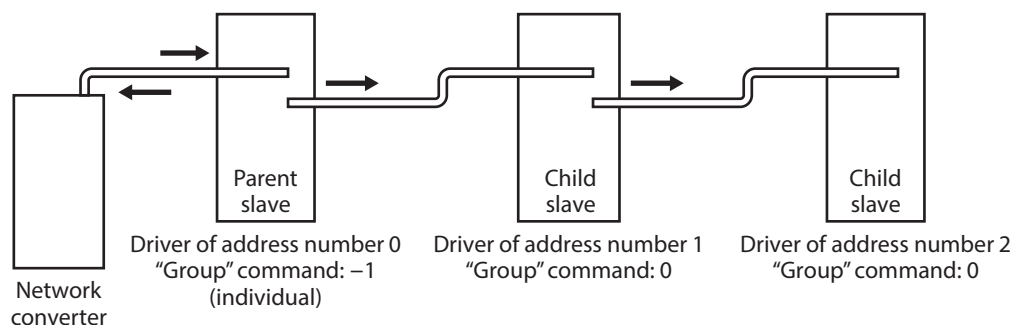 Parent
slave
Child
slave
Child
slave
Driver of address number 0
“Group” command: −1
(individual)
Driver of address number 1
“Group” command: 0
Driver of address number 2
“Group” command: 0
Network
converter